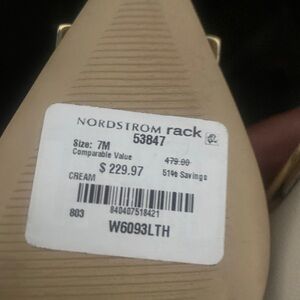 NORDSTROM rack
53847
Size: 7M
Comparable Value 479.00
$ 229.97 51% Savings
CREAM
803 840407518421
W6093LTH